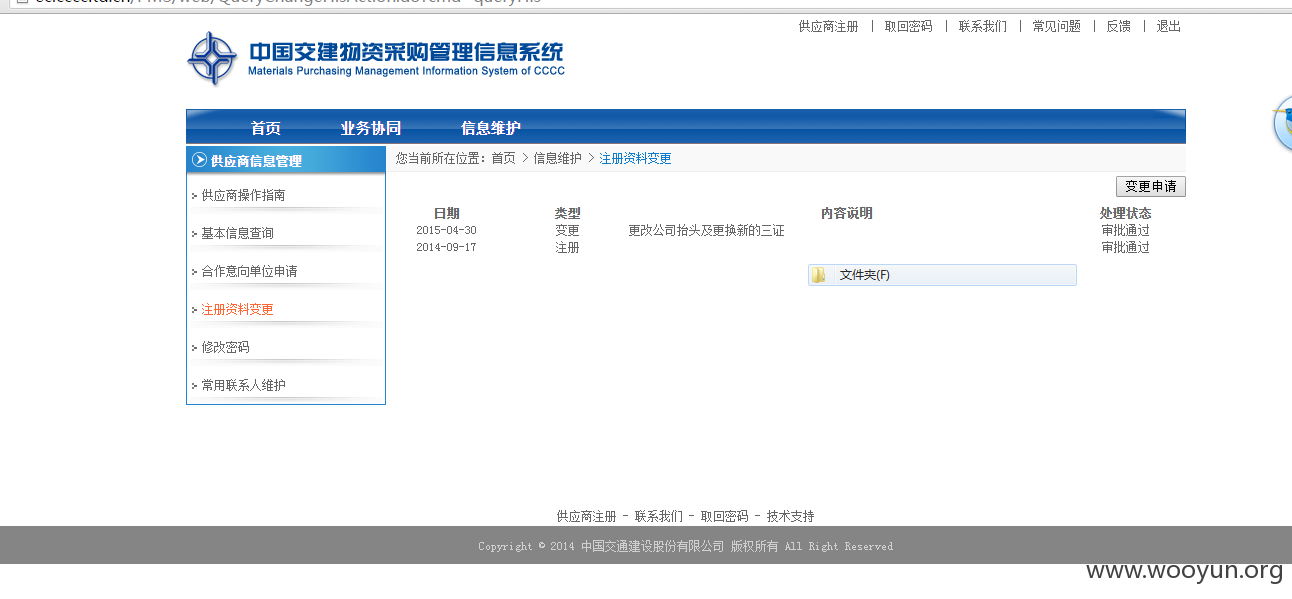 供应商注册 | 取回密码 | 联系我们 | 常见问题 | 反馈 | 退出
中国交建物资采购管理信息系统
Materials Purchasing Management Information System of CCCC
首页 业务协同 信息维护
供应商信息管理
您当前所在位置：首页 > 信息维护 > 注册资料变更
变更申请
供应商操作指南
基本信息查询
合作意向单位申请
注册资料变更
修改密码
常用联系人维护
日期 类型 内容说明 处理状态
2015-04-30 变更 更改公司抬头及更换新的三证 审批通过
2014-09-17 注册 审批通过
文件夹(F)
供应商注册 - 联系我们 - 取回密码 - 技术支持
Copyright © 2014 中国交通建设股份有限公司 版权所有 All Right Reserved
www.wooyun.org